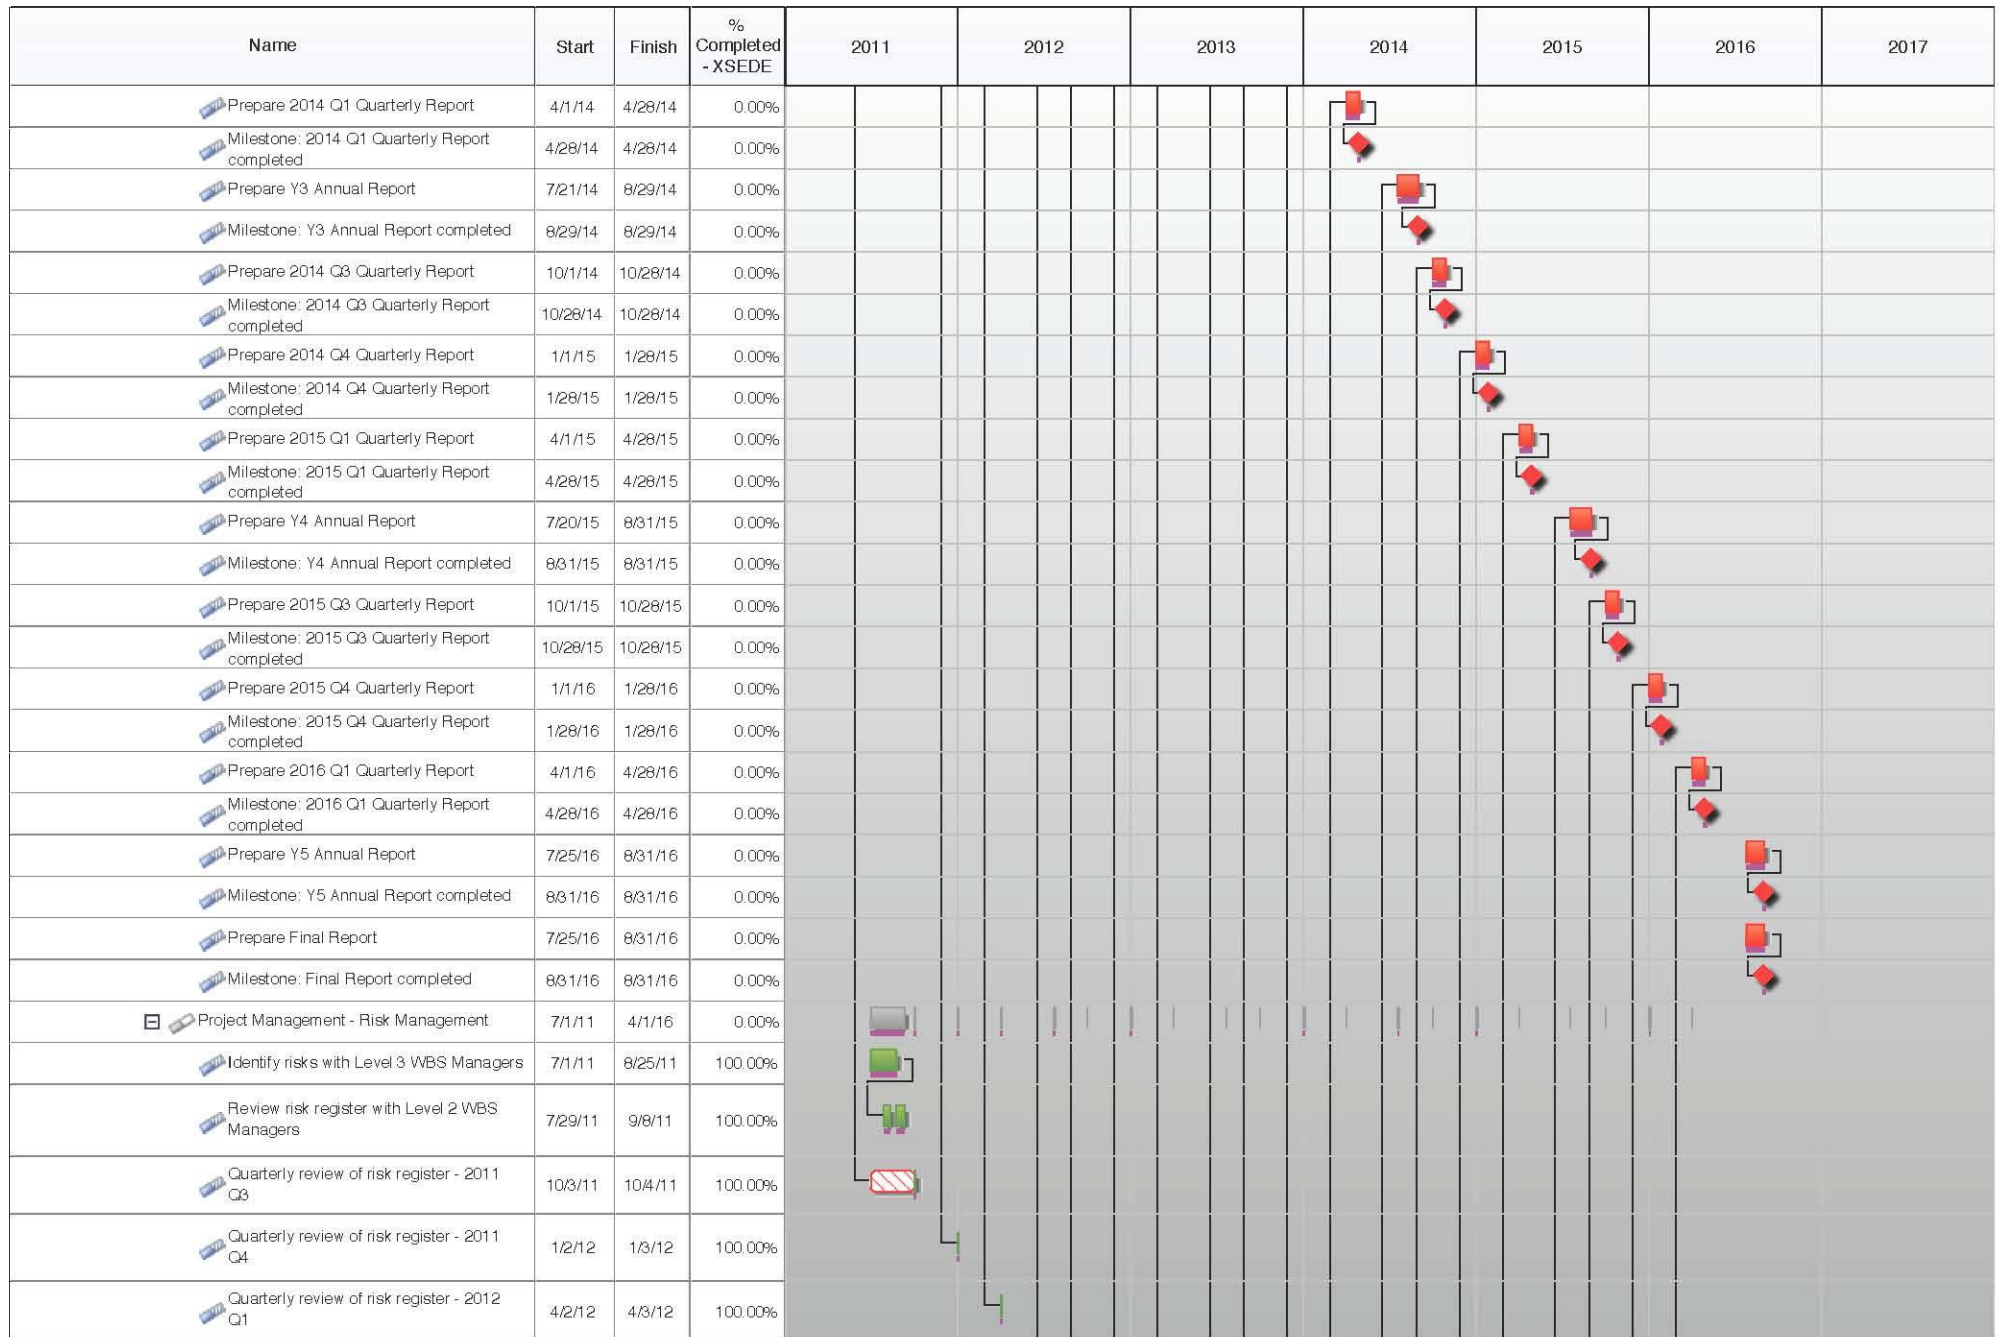 Name Start Finish % Completed - XSEDE 2011 2012 2013 2014 2015 2016 2017
Prepare 2014 Q1 Quarterly Report 4/1/14 4/28/14 0.00%
Milestone: 2014 Q1 Quarterly Report
completed 4/28/14 4/28/14 0.00%
Prepare Y3 Annual Report 7/21/14 8/29/14 0.00%
Milestone: Y3 Annual Report completed 8/29/14 8/29/14 0.00%
Prepare 2014 Q3 Quarterly Report 10/1/14 10/28/14 0.00%
Milestone: 2014 Q3 Quarterly Report
completed 10/28/14 10/28/14 0.00%
Prepare 2014 Q4 Quarterly Report 1/1/15 1/28/15 0.00%
Milestone: 2014 Q4 Quarterly Report
completed 1/28/15 1/28/15 0.00%
Prepare 2015 Q1 Quarterly Report 4/1/15 4/28/15 0.00%
Milestone: 2015 Q1 Quarterly Report
completed 4/28/15 4/28/15 0.00%
Prepare Y4 Annual Report 7/20/15 8/31/15 0.00%
Milestone: Y4 Annual Report completed 8/31/15 8/31/15 0.00%
Prepare 2015 Q3 Quarterly Report 10/1/15 10/28/15 0.00%
Milestone: 2015 Q3 Quarterly Report
completed 10/28/15 10/28/15 0.00%
Prepare 2015 Q4 Quarterly Report 1/1/16 1/28/16 0.00%
Milestone: 2015 Q4 Quarterly Report
completed 1/28/16 1/28/16 0.00%
Prepare 2016 Q1 Quarterly Report 4/1/16 4/28/16 0.00%
Milestone: 2016 Q1 Quarterly Report
completed 4/28/16 4/28/16 0.00%
Prepare Y5 Annual Report 7/25/16 8/31/16 0.00%
Milestone: Y5 Annual Report completed 8/31/16 8/31/16 0.00%
Prepare Final Report 7/25/16 8/31/16 0.00%
Milestone: Final Report completed 8/31/16 8/31/16 0.00%
Project Management - Risk Management 7/1/11 4/1/16 0.00%
Identify risks with Level 3 WBS Managers 7/1/11 8/25/11 100.00%
Review risk register with Level 2 WBS
Managers 7/29/11 9/8/11 100.00%
Quarterly review of risk register - 2011
Q3 10/3/11 10/4/11 100.00%
Quarterly review of risk register - 2011
Q4 1/2/12 1/3/12 100.00%
Quarterly review of risk register - 2012
Q1 4/2/12 4/3/12 100.00%